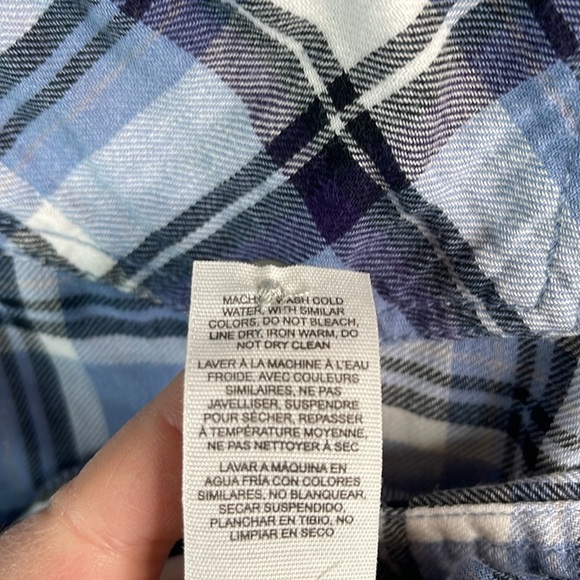 MACHINE WASH COLD
WATER, WITH SIMILAR
COLORS, DO NOT BLEACH,
LINE DRY, IRON WARM, DO
NOT DRY CLEAN
LAVER À LA MACHINE À L'EAU
FROIDE, AVEC COULEURS
SIMILAIRES, NE PAS
JAVELLISER, SUSPENDRE
POUR SÉCHER, REPASSER
À TEMPÉRATURE MOYENNE,
NE PAS NETTOYER À SEC
LAVAR A MÁQUINA EN
AGUA FRÍA CON COLORES
SIMILARES, NO BLANQUEAR,
SECAR SUSPENDIDO,
PLANCHAR EN TIBIO, NO
LIMPIAR EN SECO